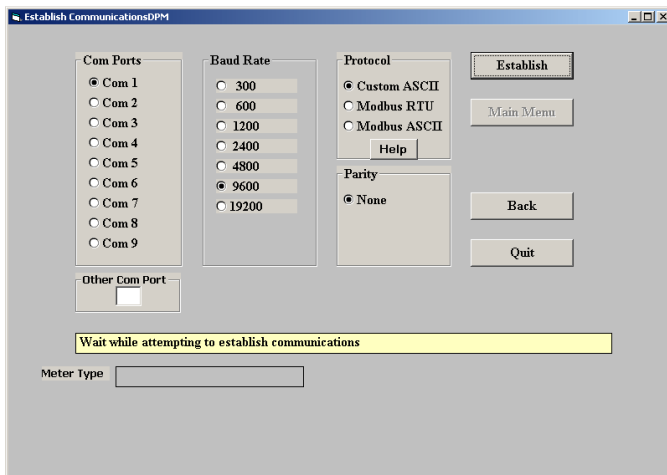 Establish CommunicationsDPM
Com Ports
Com 1
Com 2
Com 3
Com 4
Com 5
Com 6
Com 7
Com 8
Com 9
Other Com Port
Baud Rate
300
600
1200
2400
4800
9600
19200
Protocol
Custom ASCII
Modbus RTU
Modbus ASCII
Help
Parity
None
Establish
Main Menu
Back
Quit
Wait while attempting to establish communications
Meter Type